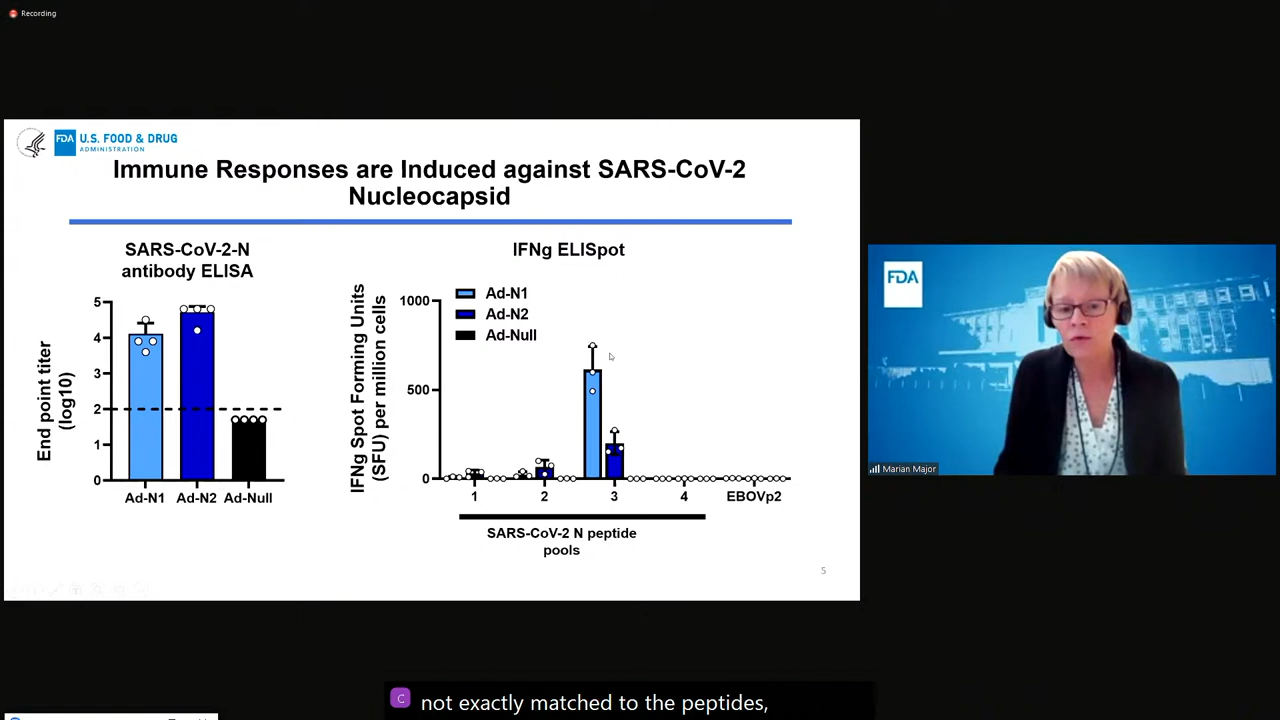 Recording
FDA U.S. FOOD & DRUG
ADMINISTRATION
Immune Responses are Induced against SARS-CoV-2
Nucleocapsid
SARS-CoV-2-N
antibody ELISA
End point titer
(log10)
5
4
3
2
1
0
Ad-N1 Ad-N2 Ad-Null
IFNg ELISpot
IFNg Spot Forming Units
(SFU) per million cells
1000
500
0
Ad-N1
Ad-N2
Ad-Null
1 2 3 4 EBOVp2
SARS-CoV-2 N peptide
pools
5
FDA
Marian Major
C
not exactly matched to the peptides,